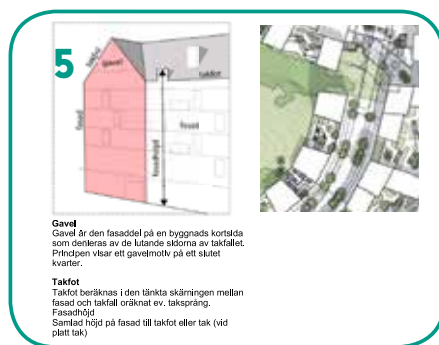 5
takfot
gavel
takfot
fasad
fasad
fasadhöjd
Gavel
Gavel är den fasaddel på en byggnads kortsida
som denieras av de lutande sidorna av takfallet.
Principen visar ett gavelmotiv på ett slutet
kvarter.
Takfot
Takfot beräknas i den tänkta skärningen mellan
fasad och takfall oräknat ev. taksprång.
Fasadhöjd
Samlad höjd på fasad till takfot eller tak (vid
platt tak)